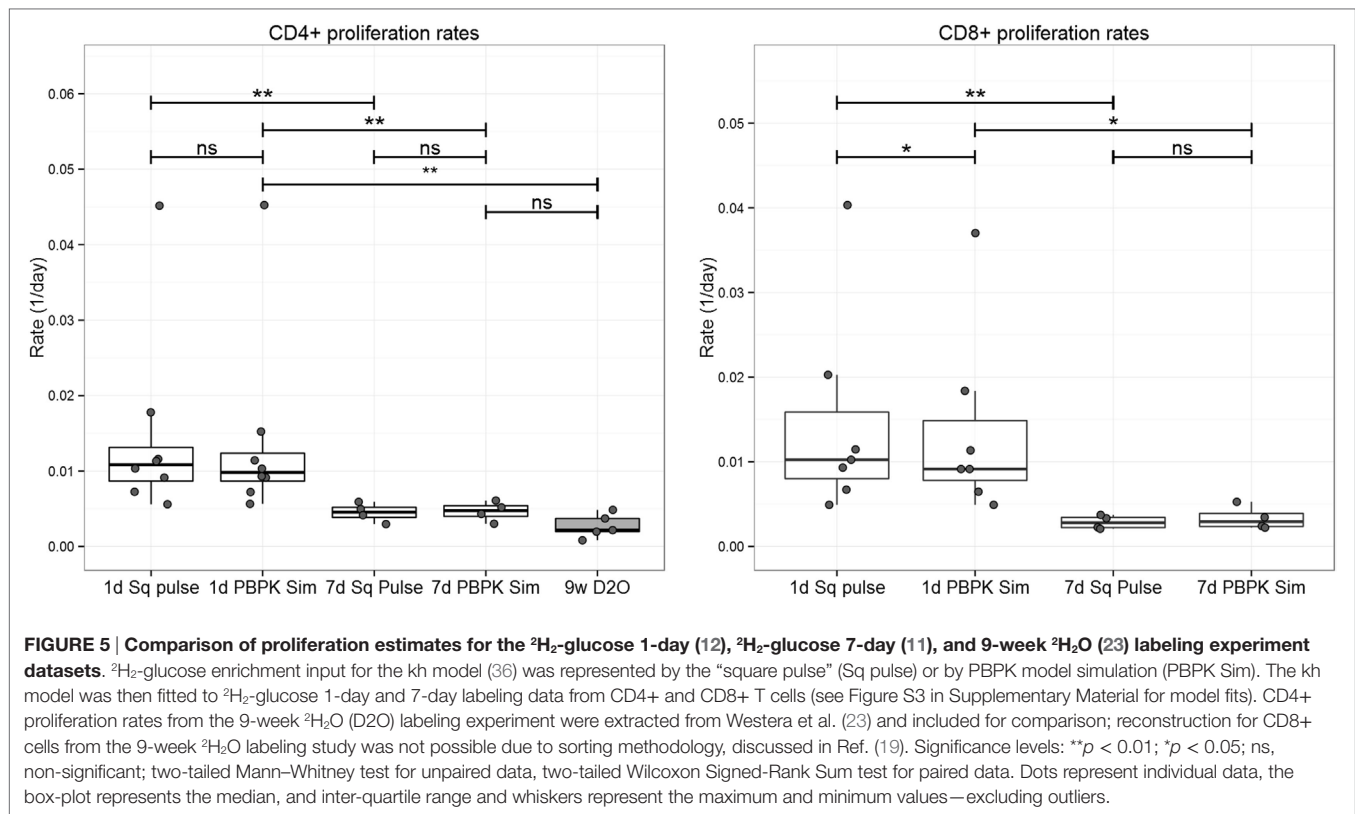 CD4+ proliferation rates
0.06
0.05
0.04
0.03
0.02
0.01
0.00
Rate (1/day)
**
**
ns
ns
**
ns
1d Sq pulse 1d PBPK Sim 7d Sq Pulse 7d PBPK Sim 9w D2O
CD8+ proliferation rates
0.05
0.04
0.03
0.02
0.01
0.00
Rate (1/day)
**
*
*
ns
1d Sq pulse 1d PBPK Sim 7d Sq Pulse 7d PBPK Sim
FIGURE 5 | Comparison of proliferation estimates for the ²H₂-glucose 1-day (12), ²H₂-glucose 7-day (11), and 9-week ²H₂O (23) labeling experiment
datasets. ²H₂-glucose enrichment input for the kh model (36) was represented by the “square pulse” (Sq pulse) or by PBPK model simulation (PBPK Sim). The kh
model was then fitted to ²H₂-glucose 1-day and 7-day labeling data from CD4+ and CD8+ T cells (see Figure S3 in Supplementary Material for model fits). CD4+
proliferation rates from the 9-week ²H₂O (D2O) labeling experiment were extracted from Westera et al. (23) and included for comparison; reconstruction for CD8+
cells from the 9-week ²H₂O labeling study was not possible due to sorting methodology, discussed in Ref. (19). Significance levels: **p < 0.01; *p < 0.05; ns,
non-significant; two-tailed Mann–Whitney test for unpaired data, two-tailed Wilcoxon Signed-Rank Sum test for paired data. Dots represent individual data, the
box-plot represents the median, and inter-quartile range and whiskers represent the maximum and minimum values—excluding outliers.